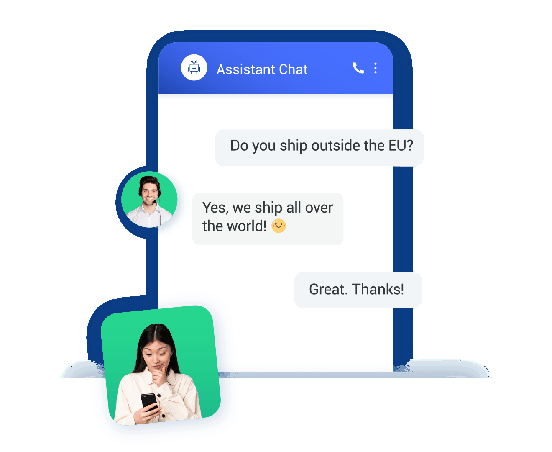 Assistant Chat
Do you ship outside the EU?
Yes, we ship all over
the world! 🙂
Great. Thanks!